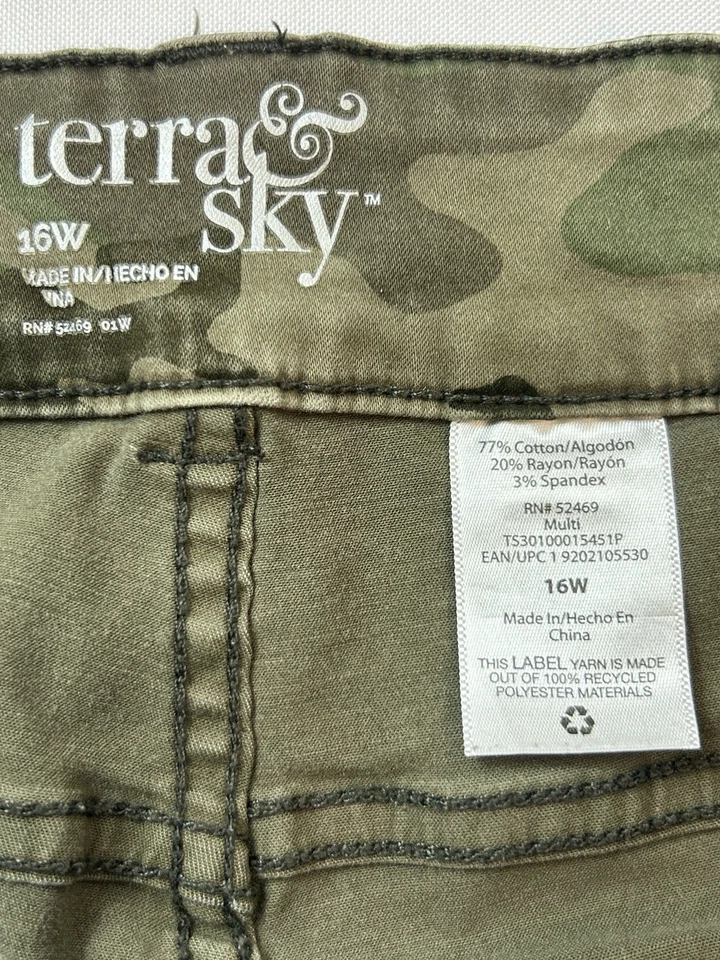 terra&
sky™
16W
MADE IN/HECHO EN
RN# 52469 01W
77% Cotton/Algodón
20% Rayon/Rayón
3% Spandex
RN# 52469
Multi
TS30100015451P
EAN/UPC 1 9202105530
16W
Made In/Hecho En
China
THIS LABEL YARN IS MADE
OUT OF 100% RECYCLED
POLYESTER MATERIALS